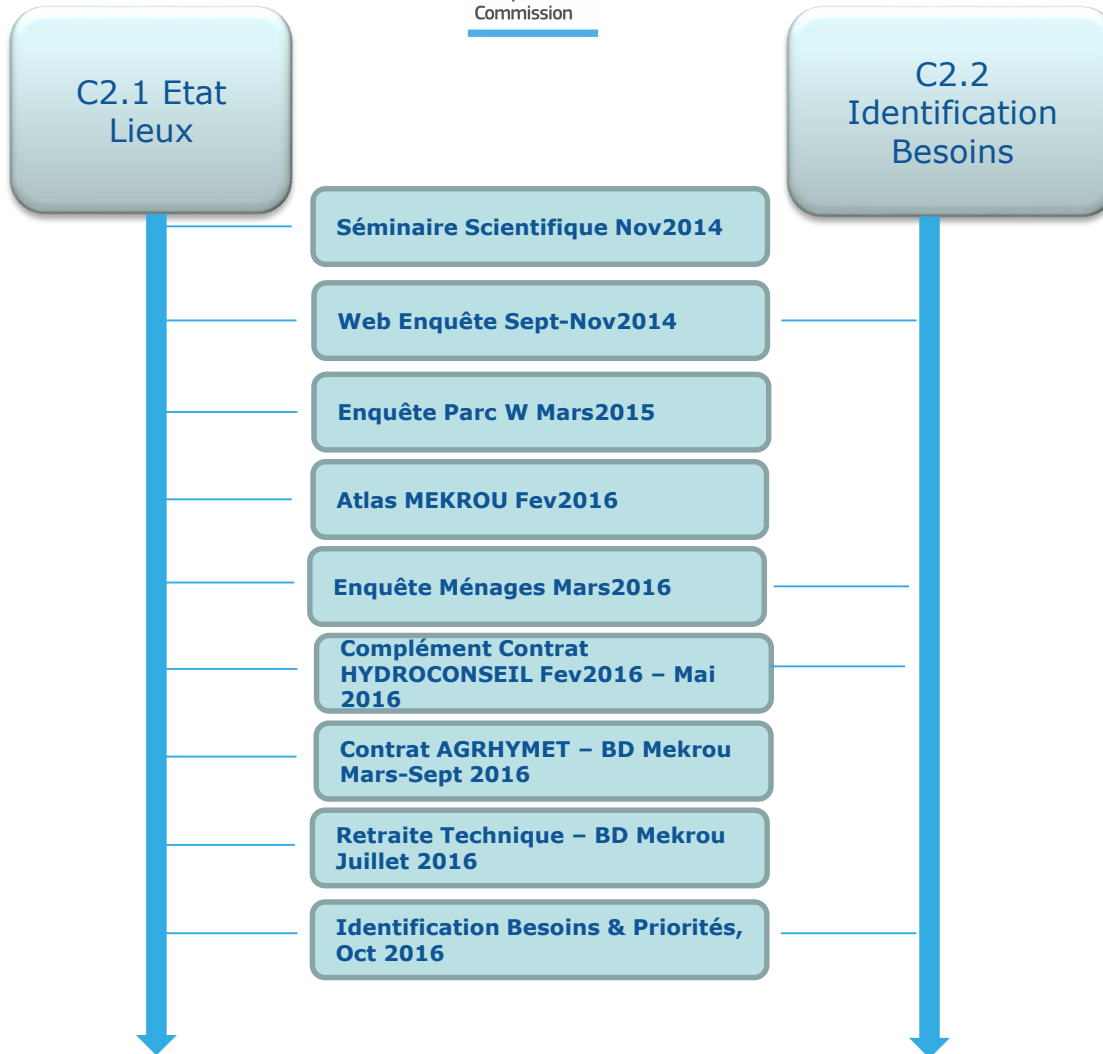 Commission
C2.1 Etat
Lieux
C2.2
Identification
Besoins
Séminaire Scientifique Nov2014
Web Enquête Sept-Nov2014
Enquête Parc W Mars2015
Atlas MEKROU Fev2016
Enquête Ménages Mars2016
Complément Contrat
HYDROCONSEIL Fev2016 – Mai
2016
Contrat AGRHYMET – BD Mekrou
Mars-Sept 2016
Retraite Technique – BD Mekrou
Juillet 2016
Identification Besoins & Priorités,
Oct 2016